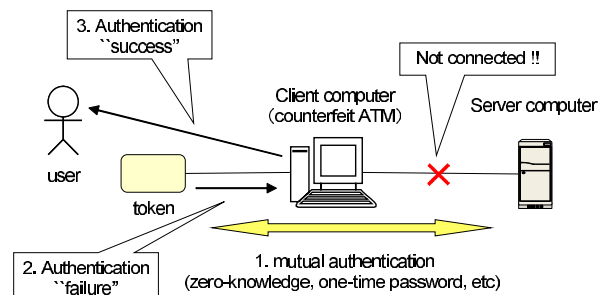 3. Authentication
``success”
Not connected !!
Client computer
(counterfeit ATM)
Server computer
user
token
2. Authentication
``failure”
1. mutual authentication
(zero-knowledge, one-time password, etc)